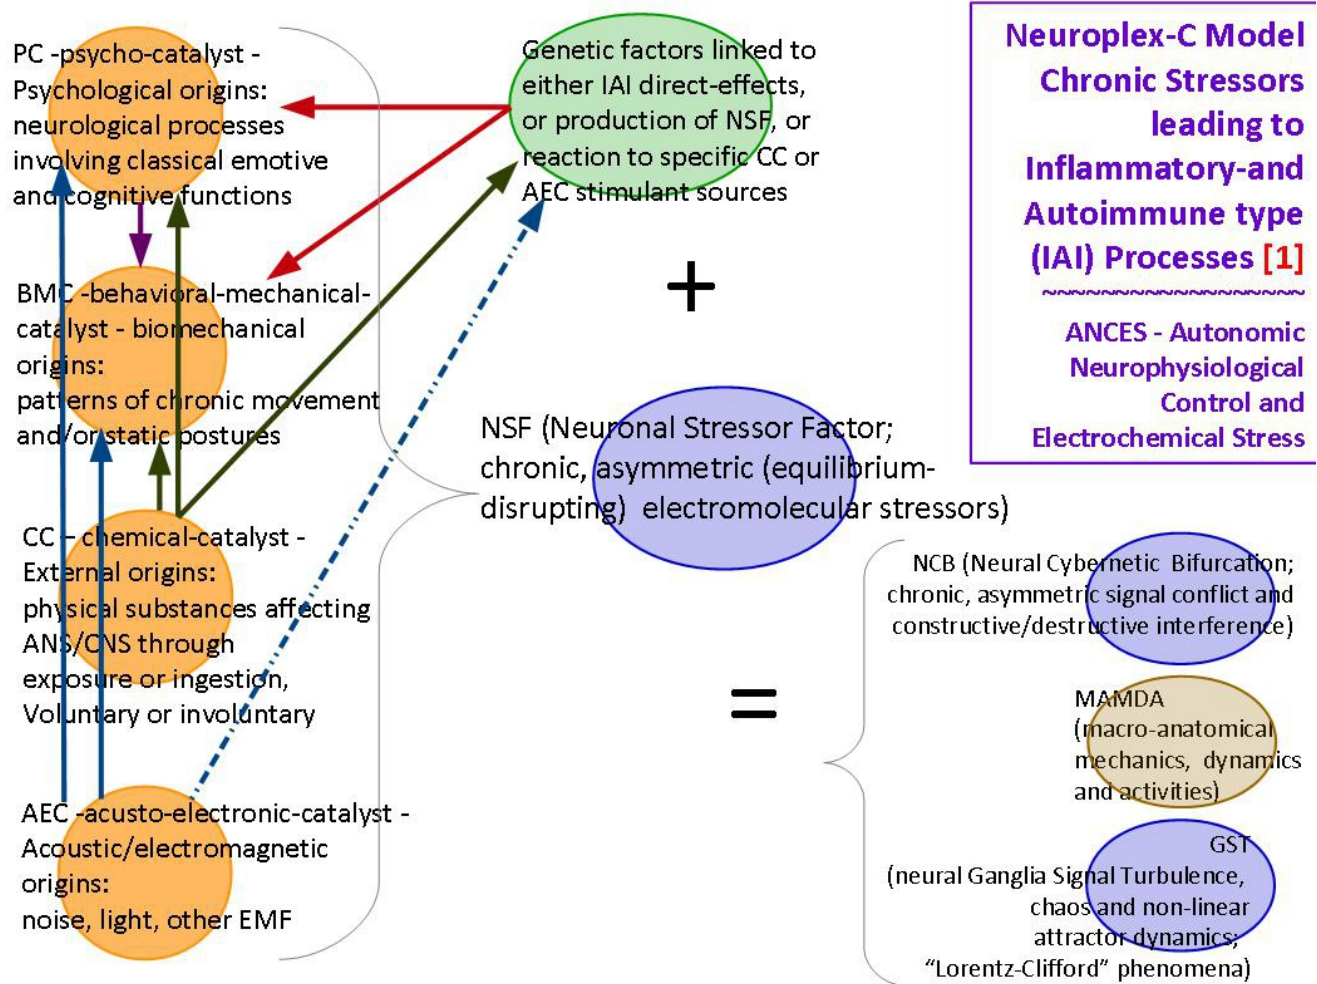 PC -psycho-catalyst -
Psychological origins:
neurological processes
involving classical emotive
and cognitive functions
BMC -behavioral-mechanical-
catalyst - biomechanical
origins:
patterns of chronic movement
and/or static postures
CC – chemical-catalyst -
External origins:
physical substances affecting
ANS/CNS through
exposure or ingestion,
Voluntary or involuntary
AEC -acusto-electronic-catalyst -
Acoustic/electromagnetic
origins:
noise, light, other EMF
Genetic factors linked to
either IAI direct-effects,
or production of NSF, or
reaction to specific CC or
AEC stimulant sources
+
NSF (Neuronal Stressor Factor;
chronic, asymmetric (equilibrium-
disrupting) electromolecular stressors)
=
NCB (Neural Cybernetic Bifurcation;
chronic, asymmetric signal conflict and
constructive/destructive interference)
MAMDA
(macro-anatomical
mechanics, dynamics
and activities)
GST
(neural Ganglia Signal Turbulence,
chaos and non-linear
attractor dynamics;
“Lorentz-Clifford” phenomena)
Neuroplex-C Model
Chronic Stressors
leading to
Inflammatory-and
Autoimmune type
(IAI) Processes [1]
~~~~~~~~~~~~~~~~~~
ANCES - Autonomic
Neurophysiological
Control and
Electrochemical Stress